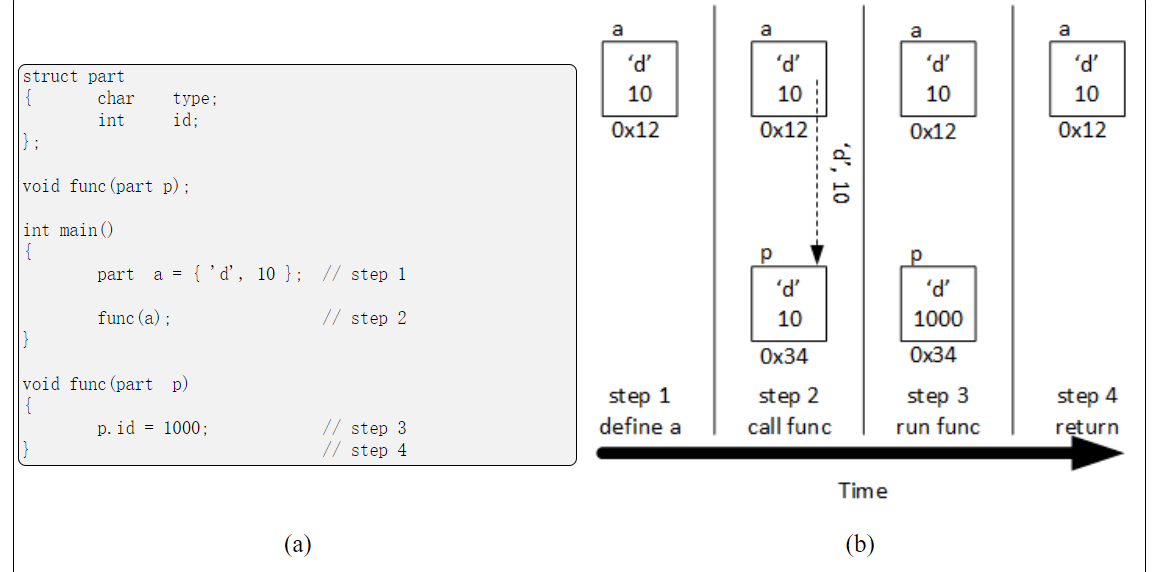 struct part
{ char type;
int id;
};
void func(part p);
int main()
{
part a = { 'd', 10 }; // step 1
func(a); // step 2
}
void func(part p)
{
p.id = 1000; // step 3
} // step 4
(a)
a
‘d’
10
0x12
step 1
define a
a
‘d’
10
0x12
‘d’, 10
p
‘d’
10
0x34
step 2
call func
a
‘d’
10
0x12
p
‘d’
1000
0x34
step 3
run func
a
‘d’
10
0x12
step 4
return
Time
(b)